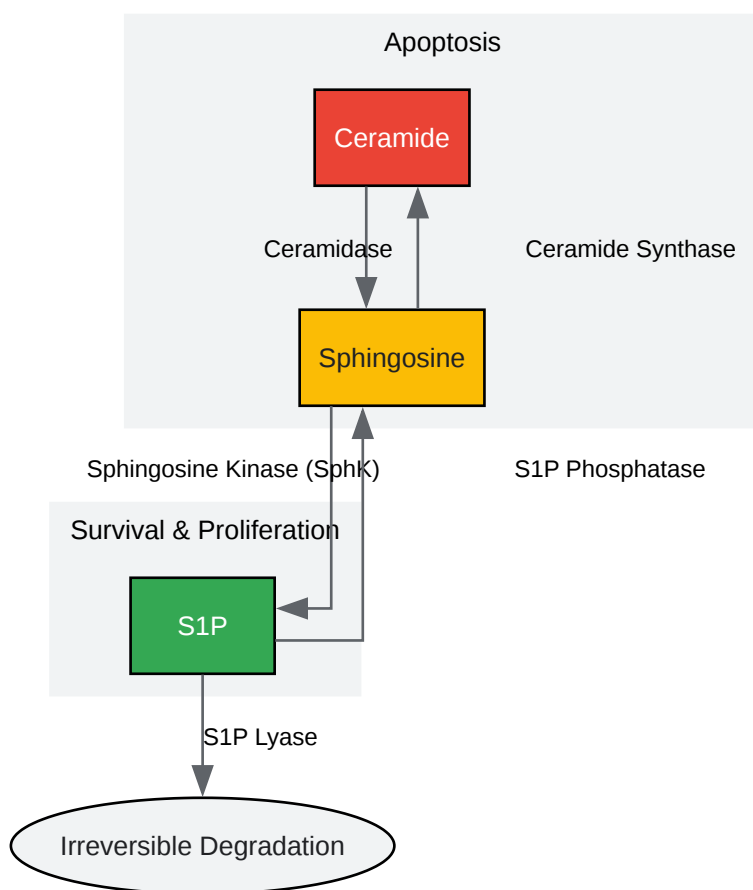 Apoptosis
Ceramide
Ceramidase
Ceramide Synthase
Sphingosine
Sphingosine Kinase (SphK)
S1P Phosphatase
Survival & Proliferation
S1P
S1P Lyase
Irreversible Degradation